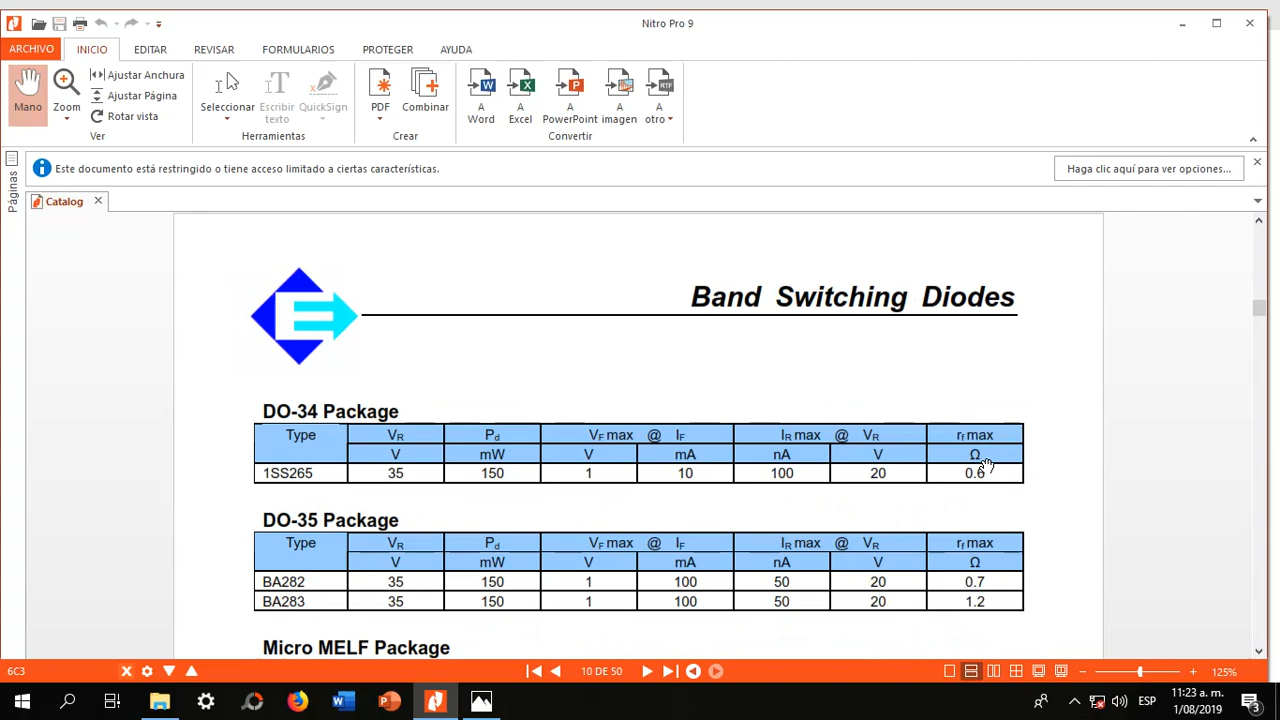 Nitro Pro 9
ARCHIVO INICIO EDITAR REVISAR FORMULARIOS PROTEGER AYUDA
Mano
Zoom
Ajustar Anchura
Ajustar Página
Rotar vista
Ver
Seleccionar
Escribir texto
QuickSign
Herramientas
PDF
Combinar
Crear
A Word
A Excel
A PowerPoint
A imagen
A otro
Convertir
Páginas
Este documento está restringido o tiene acceso limitado a ciertas características.
Haga clic aquí para ver opciones...
Catalog
E
Band Switching Diodes
DO-34 Package
Type VR Pd VF max @ IF IR max @ VR rf max
V mW V mA nA V Ω
1SS265 35 150 1 10 100 20 0.6
DO-35 Package
Type VR Pd VF max @ IF IR max @ VR rf max
V mW V mA nA V Ω
BA282 35 150 1 100 50 20 0.7
BA283 35 150 1 100 50 20 1.2
Micro MELF Package
6C3
10 DE 50
125%
ESP
11:23 a. m.
1/08/2019
3